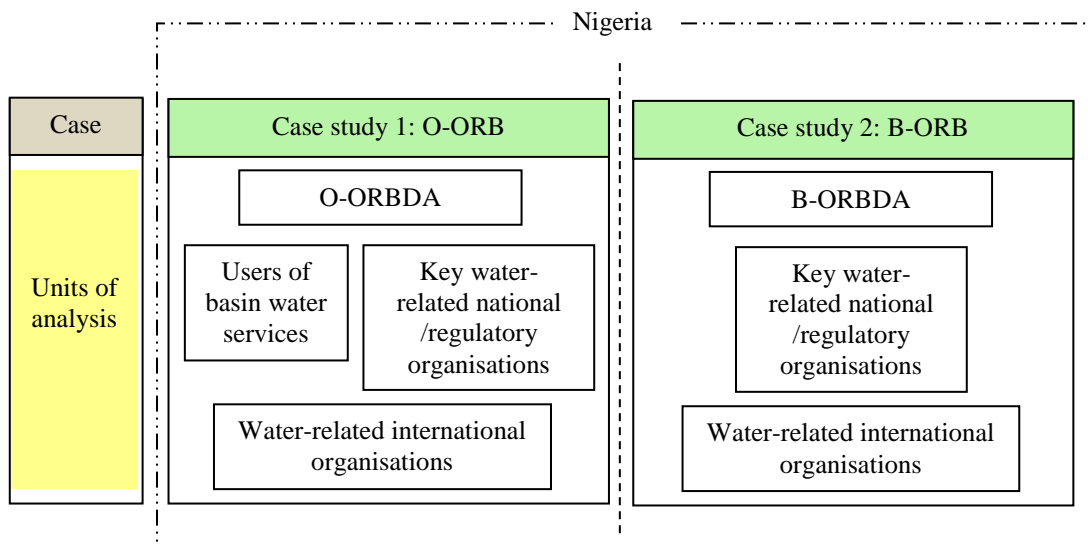 Nigeria
Case
Case study 1: O-ORB
Case study 2: B-ORB
Units of
analysis
O-ORBDA
Users of
basin water
services
Key water-
related national
/regulatory
organisations
Water-related international
organisations
B-ORBDA
Key water-
related national
/regulatory
organisations
Water-related international
organisations